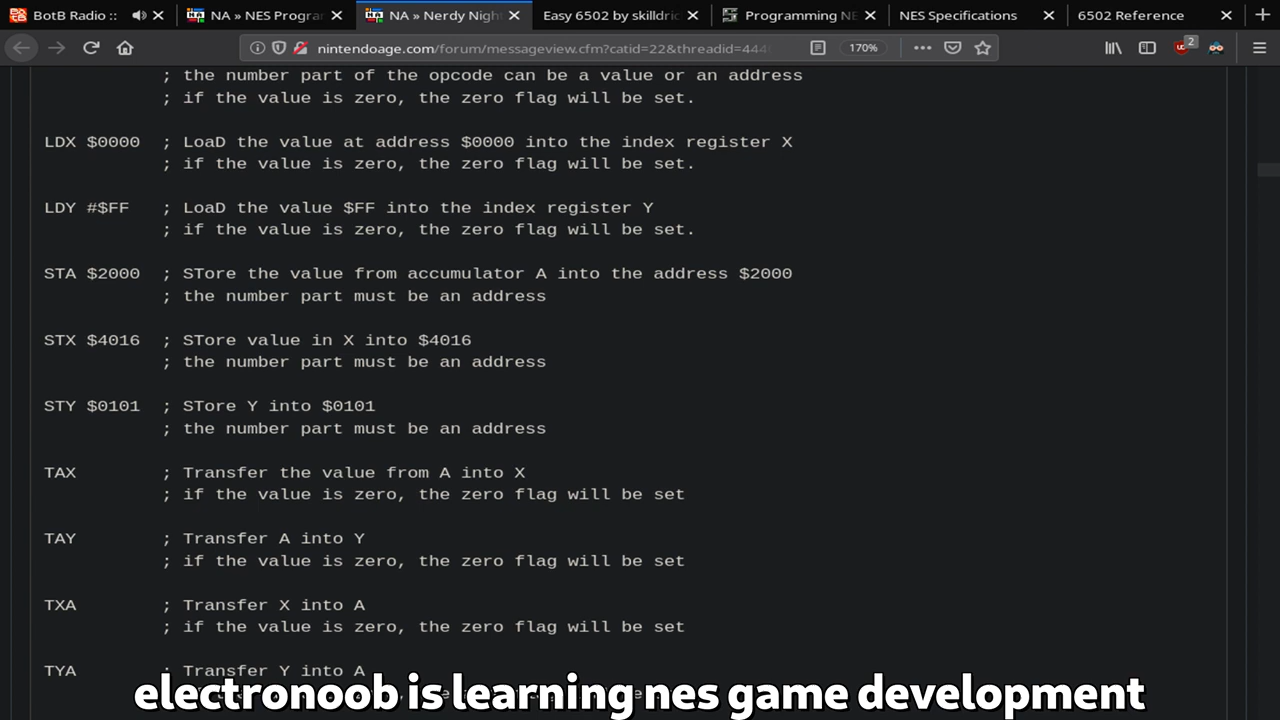 BotB Radio ::
NA » NES Progra
NA » Nerdy Nigh
Easy 6502 by skilldri
Programming NE
NES Specifications
6502 Reference
nintendoage.com/forum/messageview.cfm?catid=22&threadid=444
170%
2
; the number part of the opcode can be a value or an address
; if the value is zero, the zero flag will be set.
LDX $0000 ; LoaD the value at address $0000 into the index register X
; if the value is zero, the zero flag will be set.
LDY #$FF ; LoaD the value $FF into the index register Y
; if the value is zero, the zero flag will be set.
STA $2000 ; STore the value from accumulator A into the address $2000
; the number part must be an address
STX $4016 ; STore value in X into $4016
; the number part must be an address
STY $0101 ; STore Y into $0101
; the number part must be an address
TAX ; Transfer the value from A into X
; if the value is zero, the zero flag will be set
TAY ; Transfer A into Y
; if the value is zero, the zero flag will be set
TXA ; Transfer X into A
; if the value is zero, the zero flag will be set
TYA ; Transfer Y into A
electronoob is learning nes game development